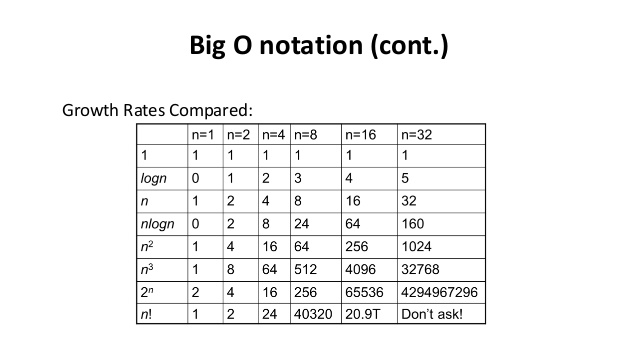 Big O notation (cont.)
Growth Rates Compared:
n=1 n=2 n=4 n=8 n=16 n=32
1 1 1 1 1 1 1
logn 0 1 2 3 4 5
n 1 2 4 8 16 32
nlogn 0 2 8 24 64 160
n² 1 4 16 64 256 1024
n³ 1 8 64 512 4096 32768
2ⁿ 2 4 16 256 65536 4294967296
n! 1 2 24 40320 20.9T Don't ask!